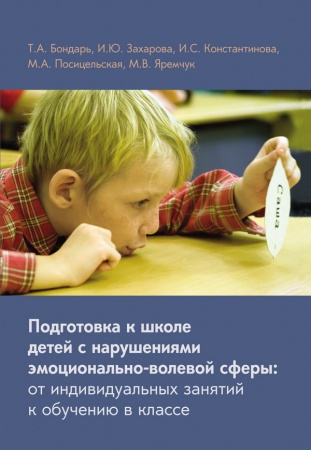 Т.А. Бондарь, И.Ю. Захарова, И.С. Константинова,
М.А. Посицельская, М.В. Яремчук
Саша
Подготовка к школе
детей с нарушениями
эмоционально-волевой сферы:
от индивидуальных занятий
к обучению в классе